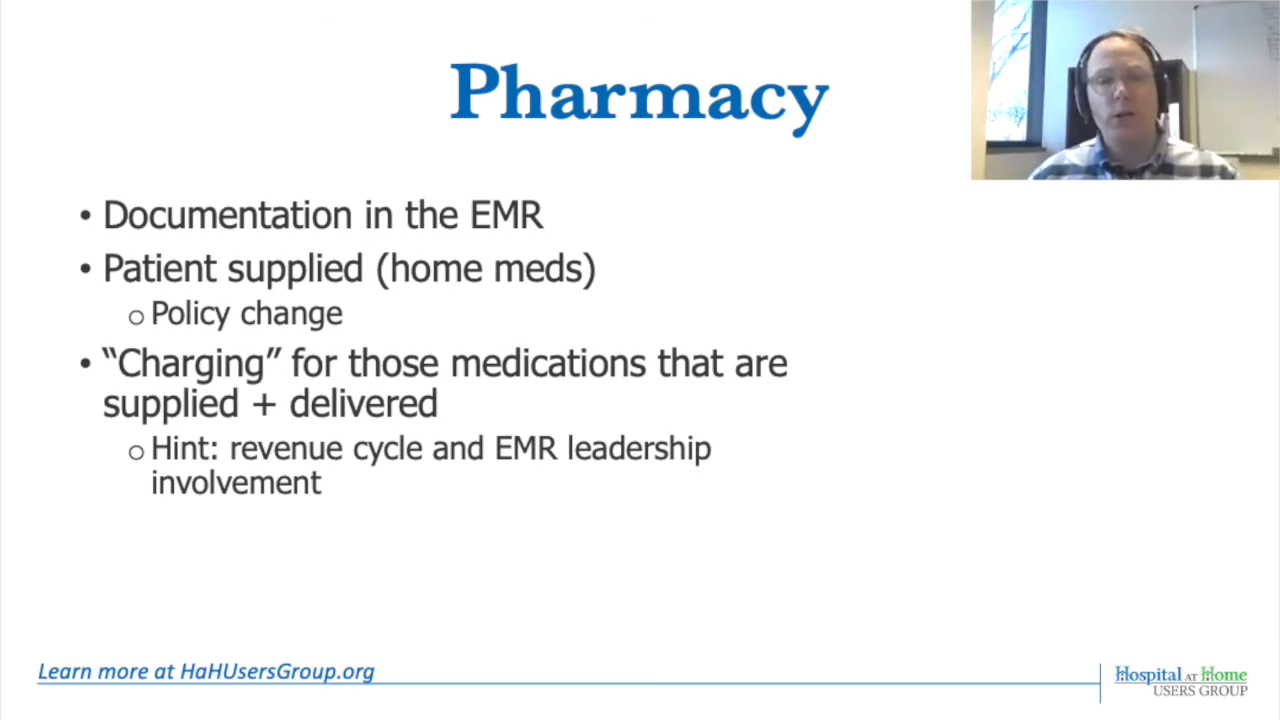 Pharmacy
• Documentation in the EMR
• Patient supplied (home meds)
o Policy change
• “Charging” for those medications that are
supplied + delivered
o Hint: revenue cycle and EMR leadership
involvement
Learn more at HaHUsersGroup.org
Hospital AT Home
USERS GROUP